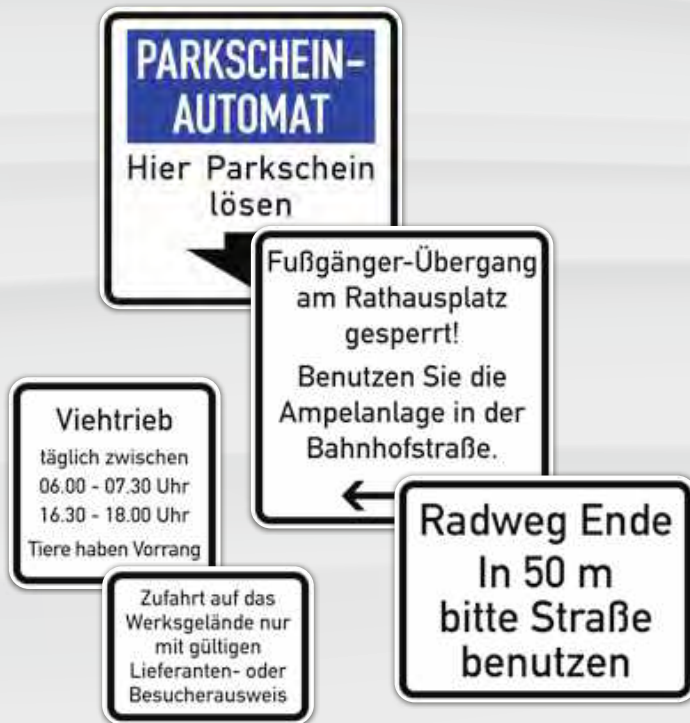 PARKSCHEIN-
AUTOMAT
Hier Parkschein
lösen
Fußgänger-Übergang
am Rathausplatz
gesperrt!
Benutzen Sie die
Ampelanlage in der
Bahnhofstraße.
Viehtrieb
täglich zwischen
06.00 - 07.30 Uhr
16.30 - 18.00 Uhr
Tiere haben Vorrang
Radweg Ende
In 50 m
bitte Straße
benutzen
Zufahrt auf das
Werksgelände nur
mit gültigen
Lieferanten- oder
Besucherausweis